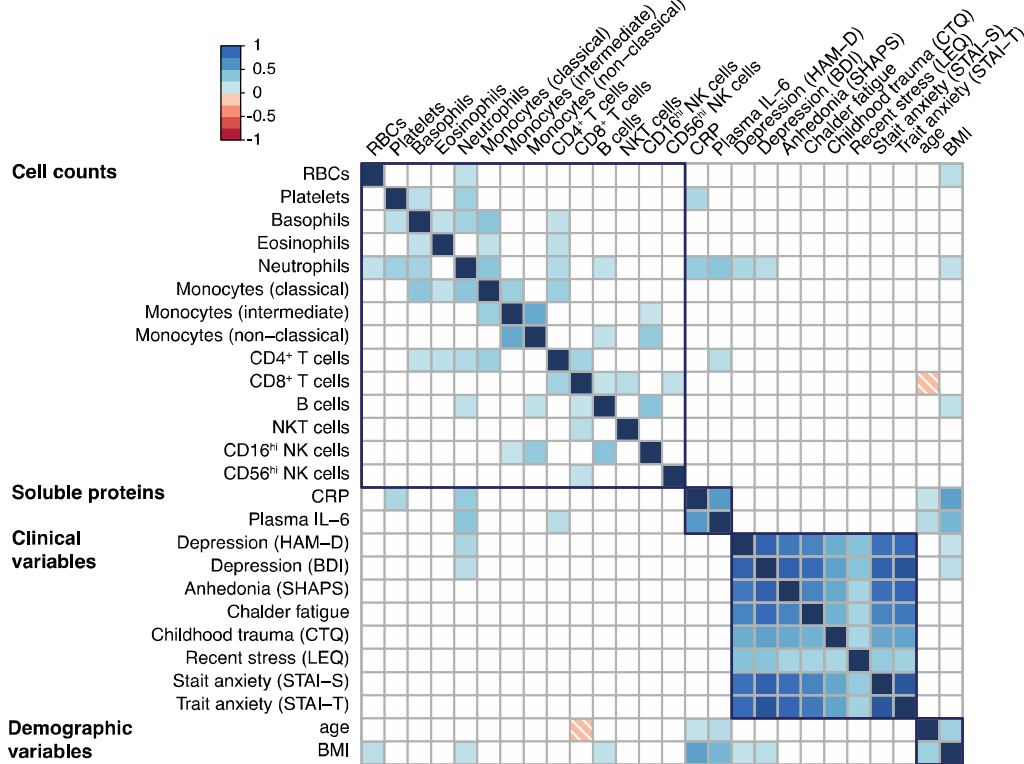 1
0.5
0
-0.5
-1
RBCs
Platelets
Basophils
Eosinophils
Neutrophils
Monocytes (classical)
Monocytes (intermediate)
Monocytes (non−classical)
CD4+ T cells
CD8+ T cells
B cells
NKT cells
CD16hi NK cells
CD56hi NK cells
CRP
Plasma IL−6
Depression (HAM−D)
Depression (BDI)
Anhedonia (SHAPS)
Chalder fatigue
Childhood trauma (CTQ)
Recent stress (LEQ)
Stait anxiety (STAI−S)
Trait anxiety (STAI−T)
age
BMI
Cell counts
RBCs
Platelets
Basophils
Eosinophils
Neutrophils
Monocytes (classical)
Monocytes (intermediate)
Monocytes (non−classical)
CD4+ T cells
CD8+ T cells
B cells
NKT cells
CD16hi NK cells
CD56hi NK cells
Soluble proteins
CRP
Plasma IL−6
Clinical
variables
Depression (HAM−D)
Depression (BDI)
Anhedonia (SHAPS)
Chalder fatigue
Childhood trauma (CTQ)
Recent stress (LEQ)
Stait anxiety (STAI−S)
Trait anxiety (STAI−T)
Demographic
variables
age
BMI